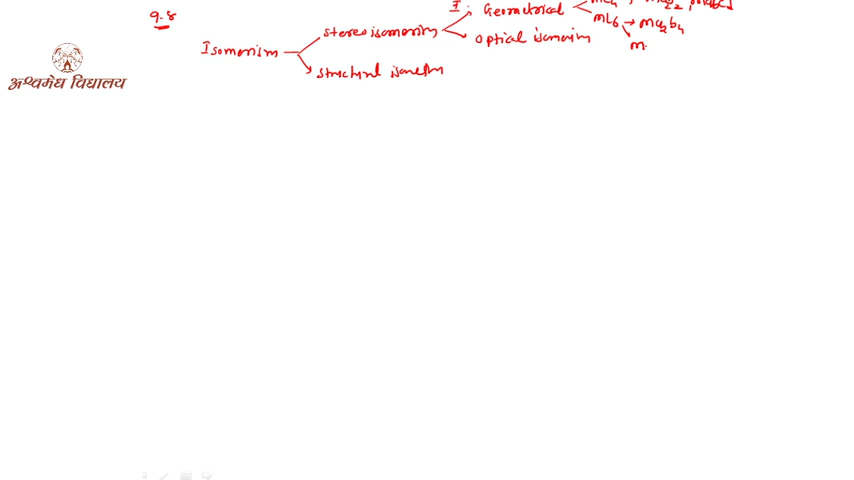 9.8
I. Geometrical
ML6 → Ma2b4
M
Isomerism
Stereoisomerism
optical isomerism
structural isomerism
अश्वमेध विद्यालय